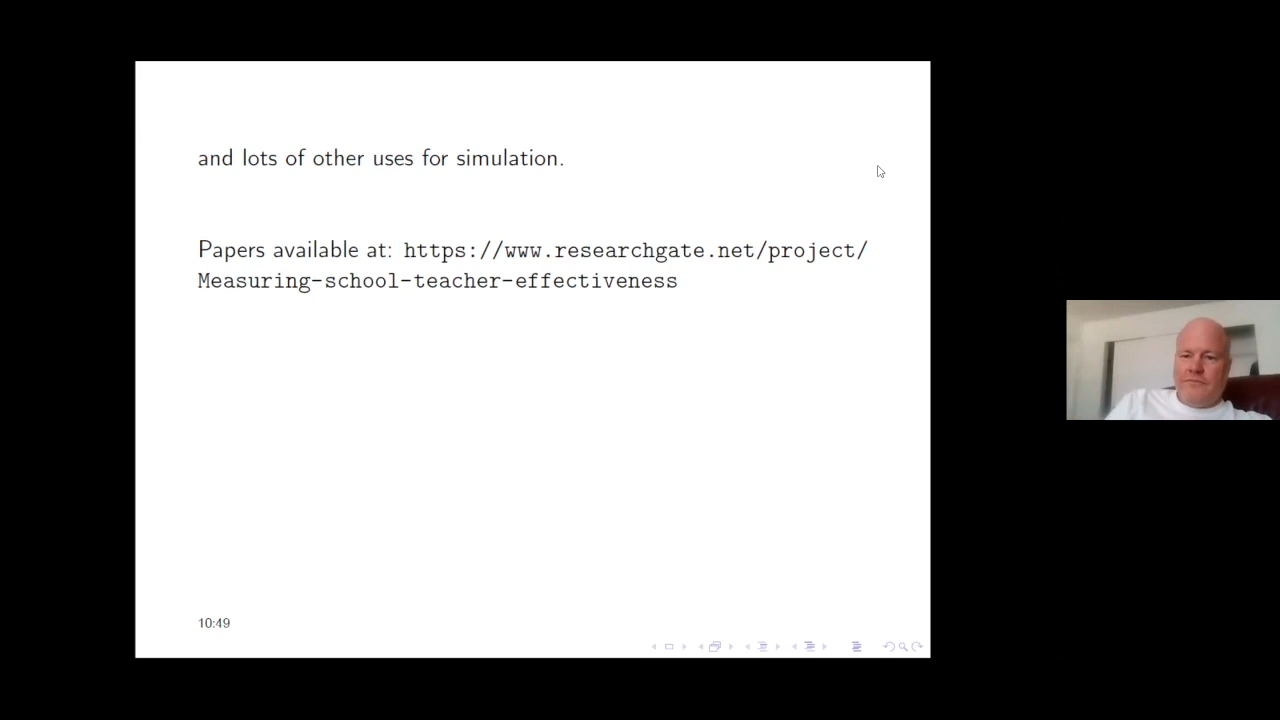 and lots of other uses for simulation.
Papers available at: https://www.researchgate.net/project/
Measuring-school-teacher-effectiveness
10:49